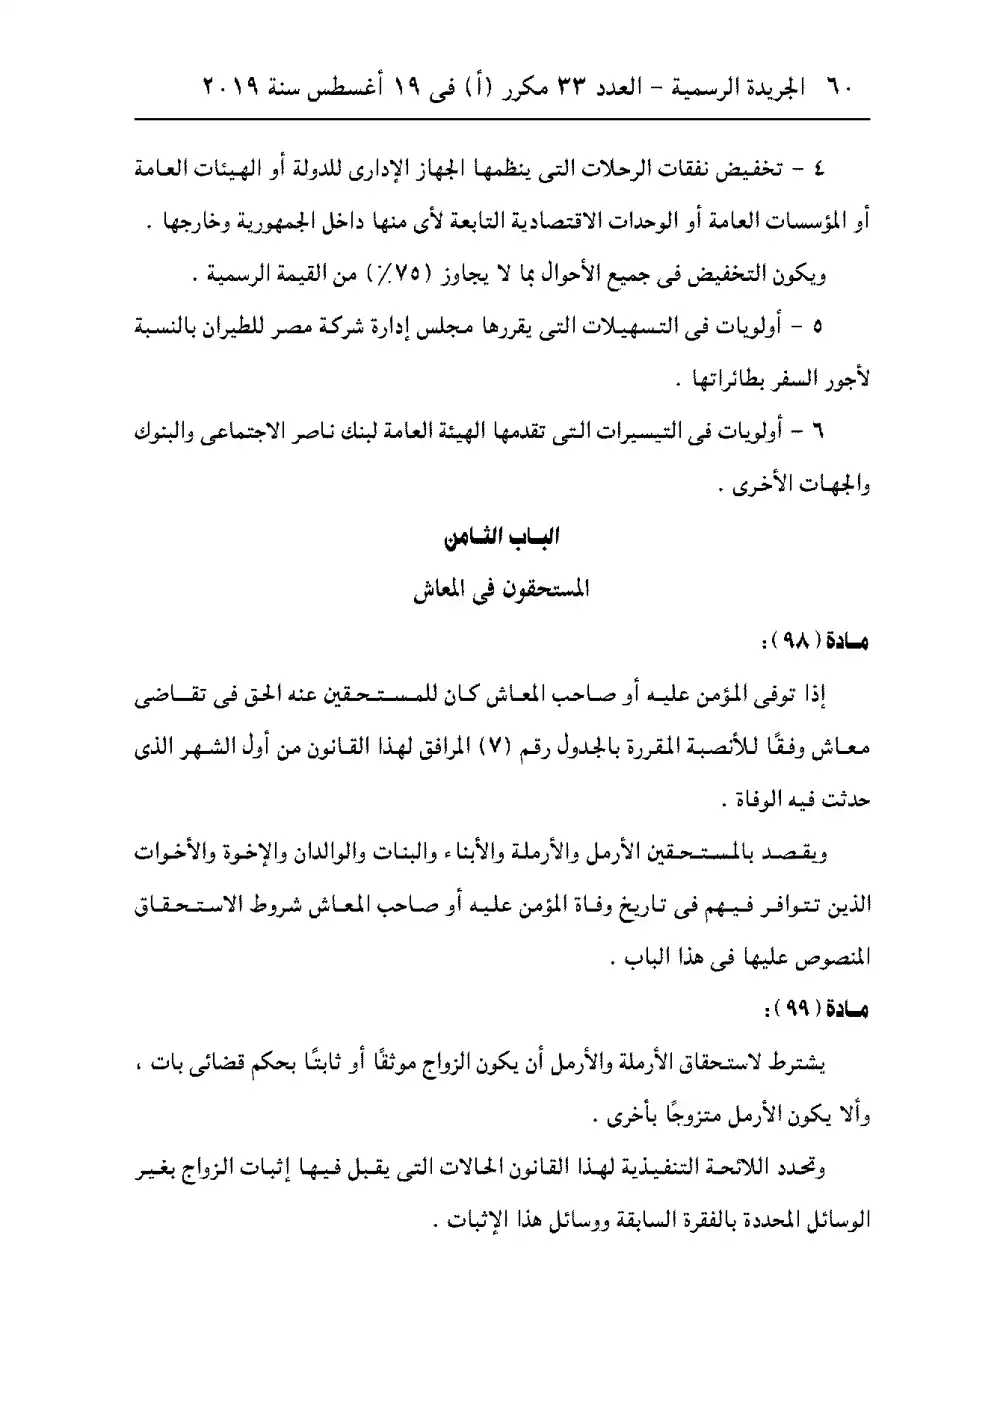 ٦٠ الجريدة الرسمية - العدد ٣٣ مكرر (أ) فى ١٩ أغسطس سنة ٢٠١٩
٤ - تخفيض نفقات الرحلات التى ينظمها الجهاز الإدارى للدولة أو الهيئات العامة
أو المؤسسات العامة أو الوحدات الاقتصادية التابعة لأى منها داخل الجمهورية وخارجها .
ويكون التخفيض فى جميع الأحوال بما لا يجاوز (٧٥٪) من القيمة الرسمية .
٥ - أولويات فى التسهيلات التى يقررها مجلس إدارة شركة مصر للطيران بالنسبة
لأجور السفر بطائراتها .
٦ - أولويات فى التيسيرات التى تقدمها الهيئة العامة لبنك ناصر الاجتماعى والبنوك
والجهات الأخرى .
الباب الثامن
المستحقون فى المعاش
مادة (٩٨):
إذا توفى المؤمن عليه أو صاحب المعاش كان للمستحقين عنه الحق فى تقاضى
معاش وفقًا للأنصبة المقررة بالجدول رقم (٧) المرافق لهذا القانون من أول الشهر الذى
حدثت فيه الوفاة .
ويقصد بالمستحقين الأرمل والأرملة والأبناء والبنات والوالدان والإخوة والأخوات
الذين تتوافر فيهم فى تاريخ وفاة المؤمن عليه أو صاحب المعاش شروط الاستحقاق
المنصوص عليها فى هذا الباب .
مادة (٩٩):
يشترط لاستحقاق الأرملة والأرمل أن يكون الزواج موثقًا أو ثابتًا بحكم قضائى بات ،
وألا يكون الأرمل متزوجًا بأخرى .
وتحدد اللائحة التنفيذية لهذا القانون الحالات التى يقبل فيها إثبات الزواج بغير
الوسائل المحددة بالفقرة السابقة ووسائل هذا الإثبات .